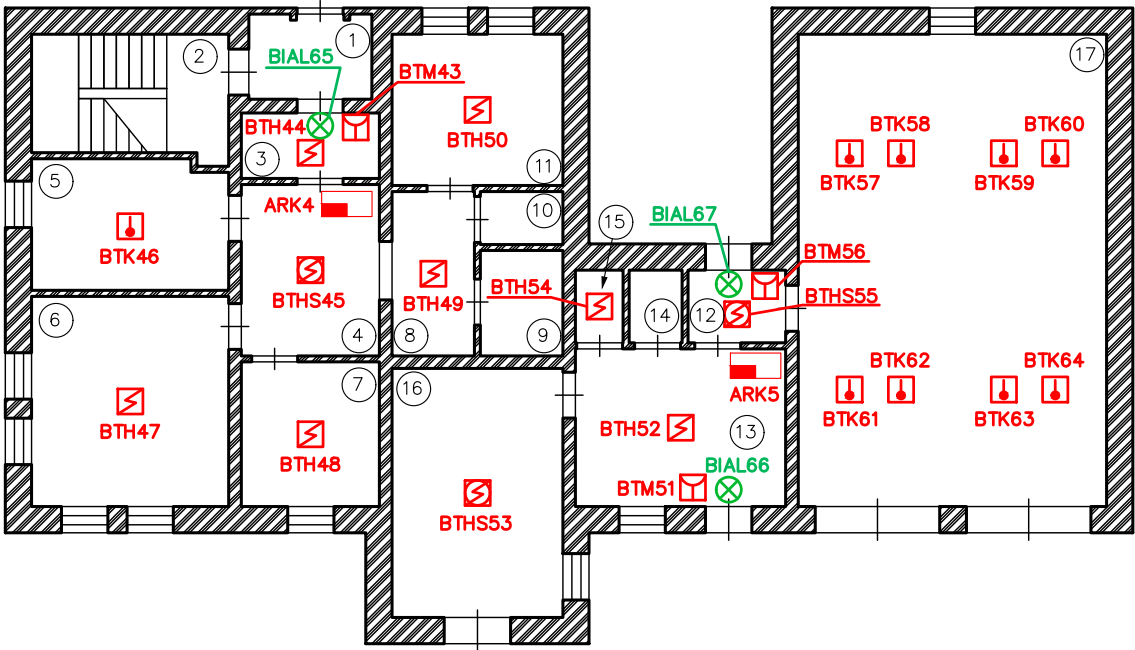 1
17
2
BIAL65
BTM43
BTK58
BTK60
BTH44
BTH50
3
11
5
BTK57
BTK59
ARK4
10
15
BIAL67
BTK46
BTM56
BTHS45
BTH49
BTH54
BTHS55
6
4
8
9
14
12
7
16
BTK62
BTK64
ARK5
BTH47
BTH52
13
BTK61
BTK63
BTH48
BIAL66
BTM51
BTHS53